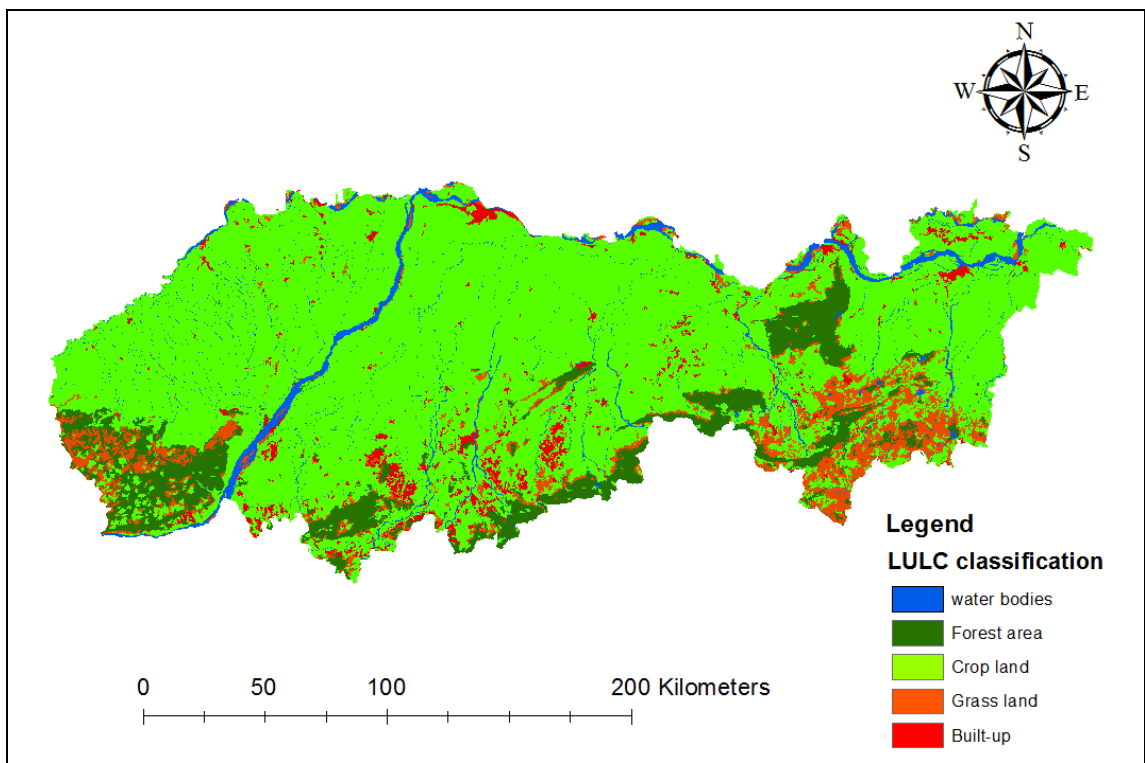 N
W E
S
Legend
LULC classification
water bodies
Forest area
Crop land
Grass land
Built-up
0 50 100 200 Kilometers